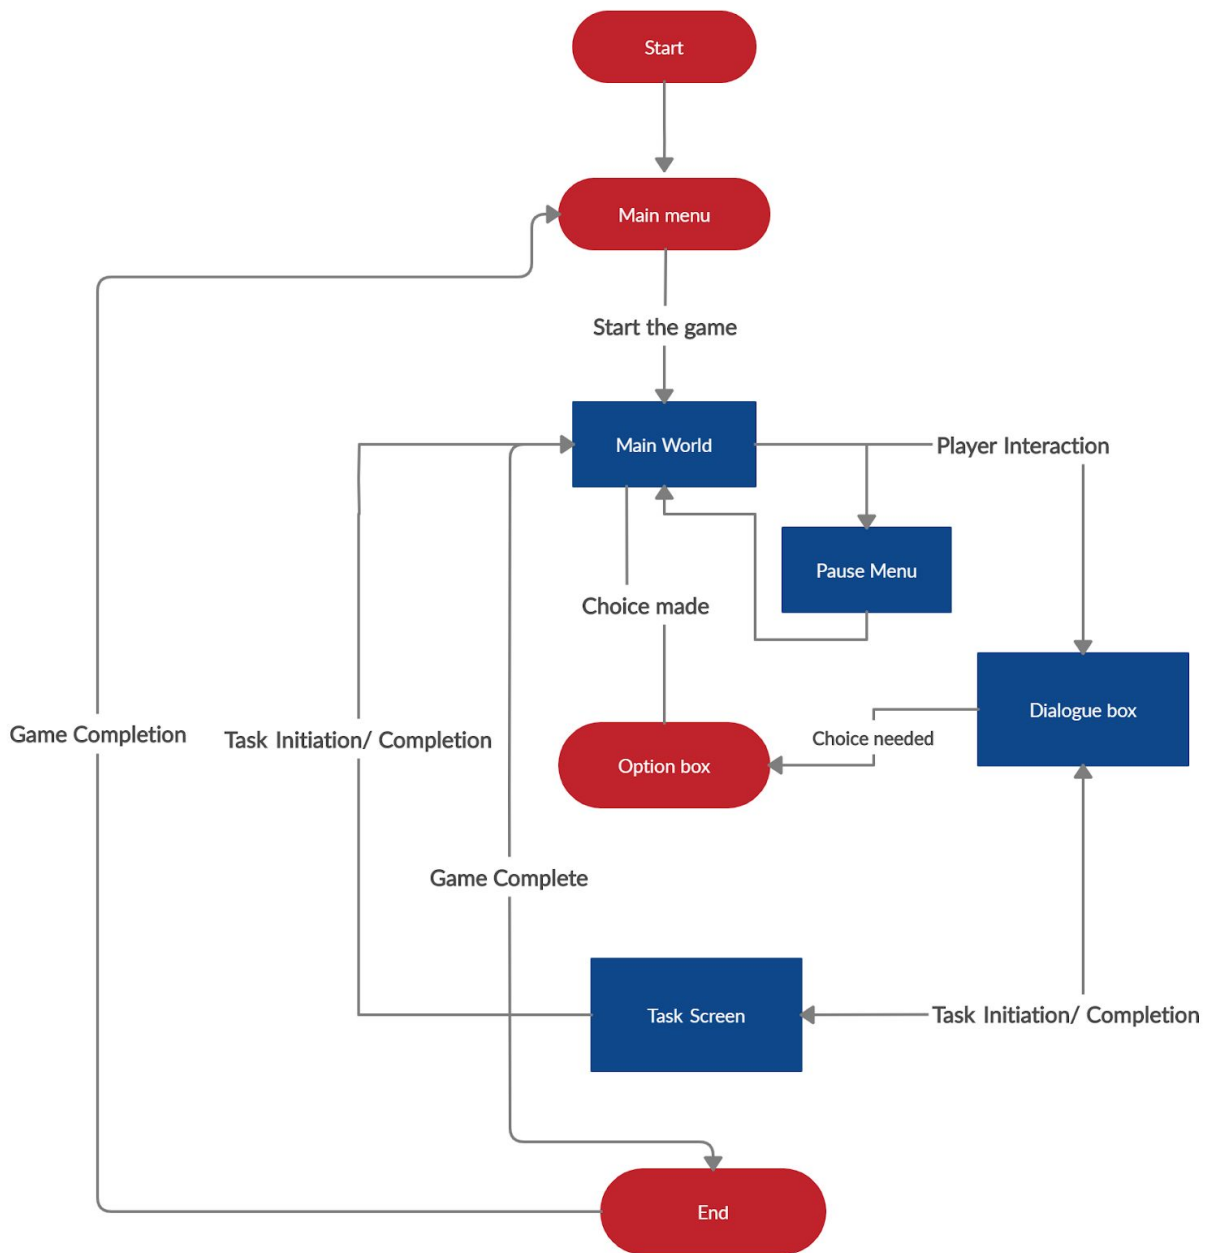 Start
Main menu
Start the game
Main World
Player Interaction
Pause Menu
Choice made
Dialogue box
Game Completion
Task Initiation/ Completion
Choice needed
Option box
Game Complete
Task Screen
Task Initiation/ Completion
End